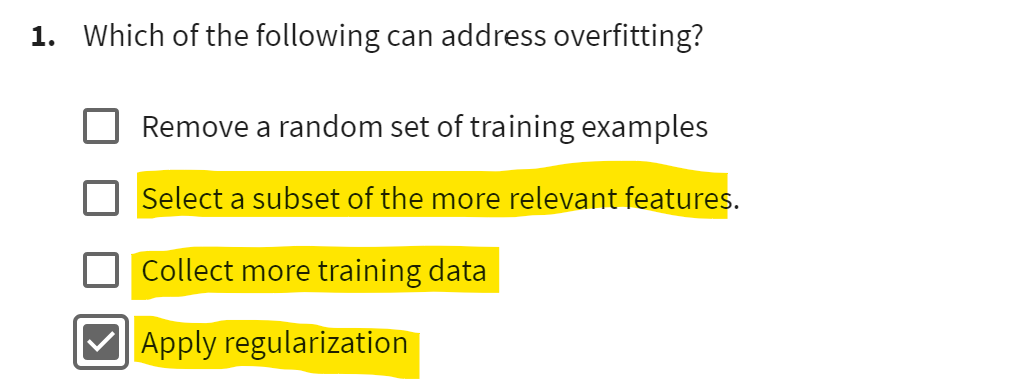 1. Which of the following can address overfitting?
Remove a random set of training examples
Select a subset of the more relevant features.
Collect more training data
Apply regularization